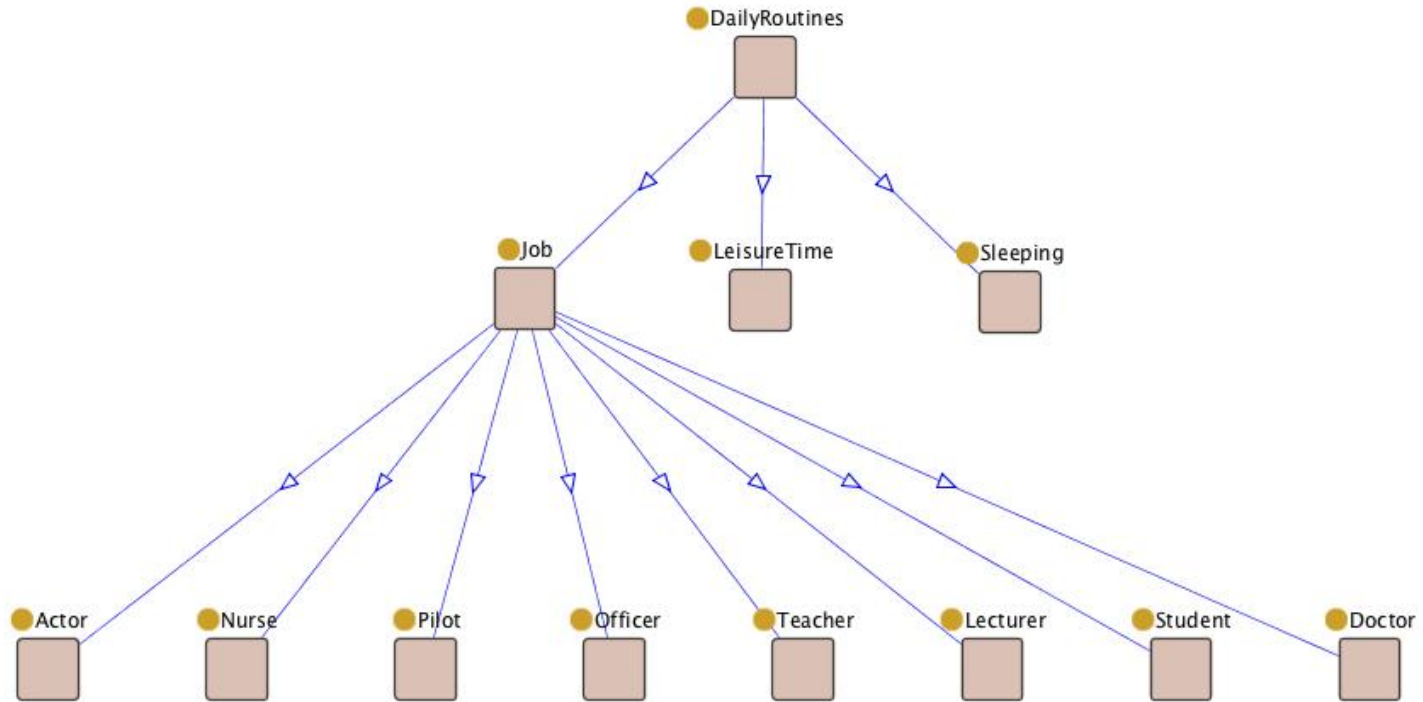 DailyRoutines
Job
LeisureTime
Sleeping
Actor
Nurse
Pilot
Officer
Teacher
Lecturer
Student
Doctor